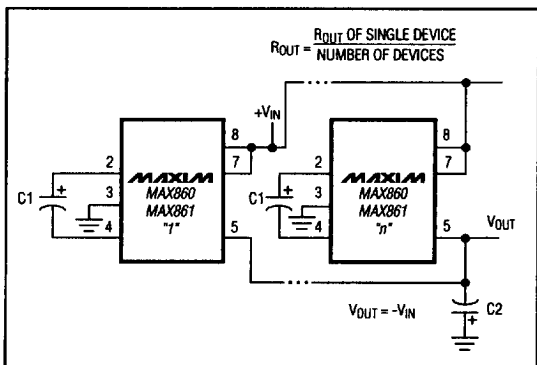 ROUT = ROUT OF SINGLE DEVICE
NUMBER OF DEVICES
+VIN
8
7
2
3
4
5
C1
+
MAXIM
MAX860
MAX861
"1"
8
7
2
3
4
5
C1
+
MAXIM
MAX860
MAX861
"n"
VOUT
VOUT = -VIN
C2
+